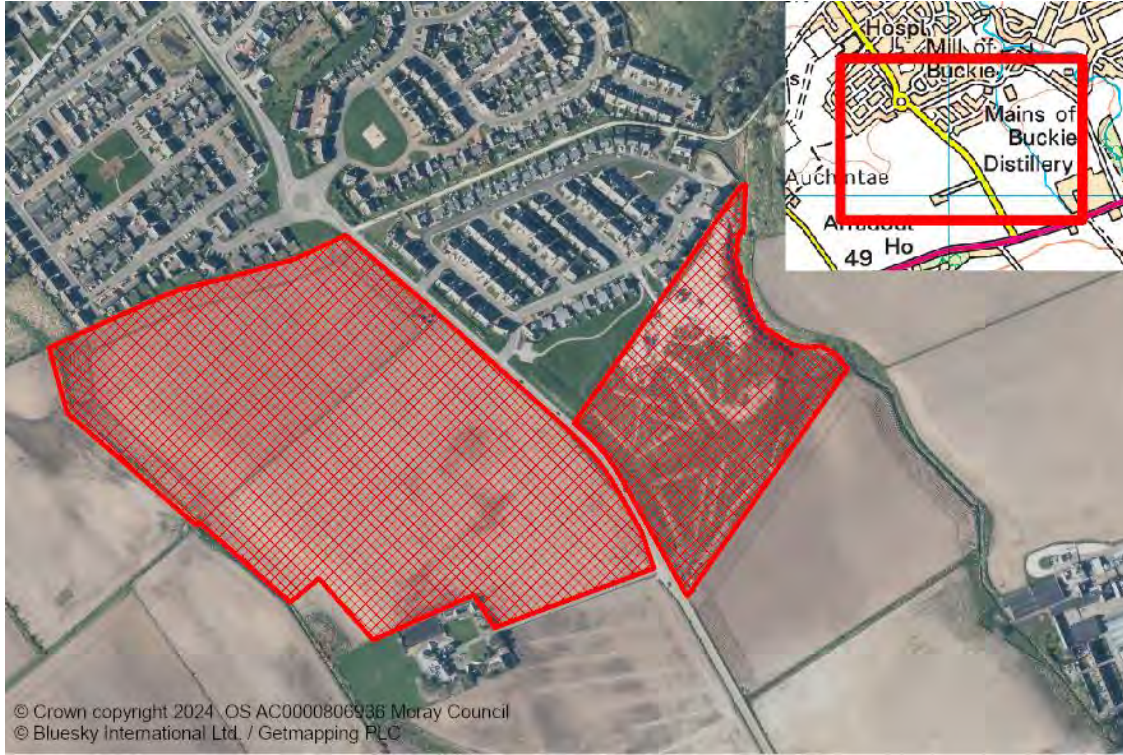 Hospl
Mill of
Buckie
s
Mains of
Buckie
Distillery
Auchintae
Ho
49
© Crown copyright 2024 OS AC0000806936 Moray Council
© Bluesky International Ltd. / Getmapping PLC